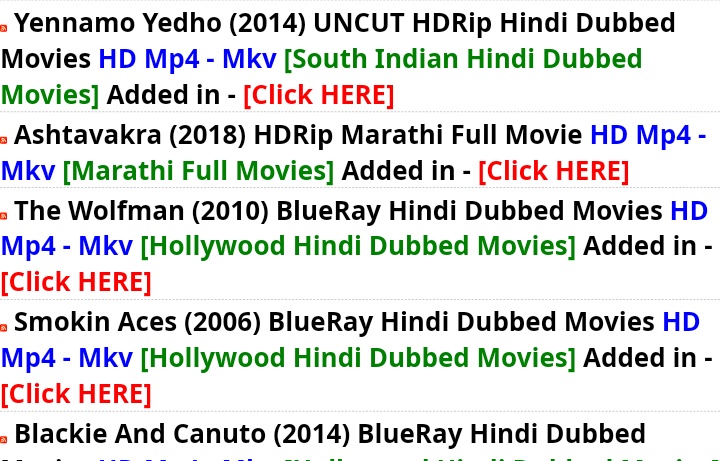 Yennamo Yedho (2014) UNCUT HDRip Hindi Dubbed
Movies HD Mp4 - Mkv [South Indian Hindi Dubbed
Movies] Added in - [Click HERE]
Ashtavakra (2018) HDRip Marathi Full Movie HD Mp4 -
Mkv [Marathi Full Movies] Added in - [Click HERE]
The Wolfman (2010) BlueRay Hindi Dubbed Movies HD
Mp4 - Mkv [Hollywood Hindi Dubbed Movies] Added in -
[Click HERE]
Smokin Aces (2006) BlueRay Hindi Dubbed Movies HD
Mp4 - Mkv [Hollywood Hindi Dubbed Movies] Added in -
[Click HERE]
Blackie And Canuto (2014) BlueRay Hindi Dubbed